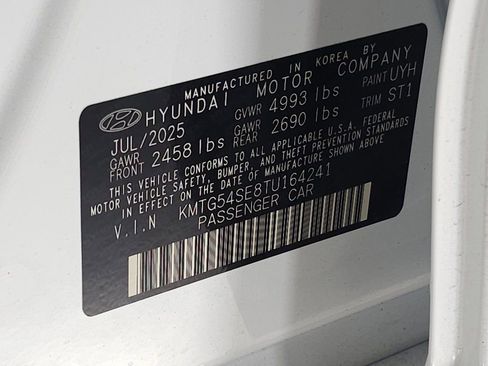 MANUFACTURED IN KOREA BY
HYUNDAI MOTOR COMPANY
JUL/2025 GVWR 4993 lbs PAINT UYH
GAWR FRONT 2458 lbs GAWR REAR 2690 lbs TRIM ST1
THIS VEHICLE CONFORMS TO ALL APPLICABLE U.S.A. FEDERAL
MOTOR VEHICLE SAFETY, BUMPER, AND THEFT PREVENTION STANDARDS
IN EFFECT ON THE DATE OF MANUFACTURE SHOWN ABOVE.
V.I.N KMTG54SE8TU164241
PASSENGER CAR